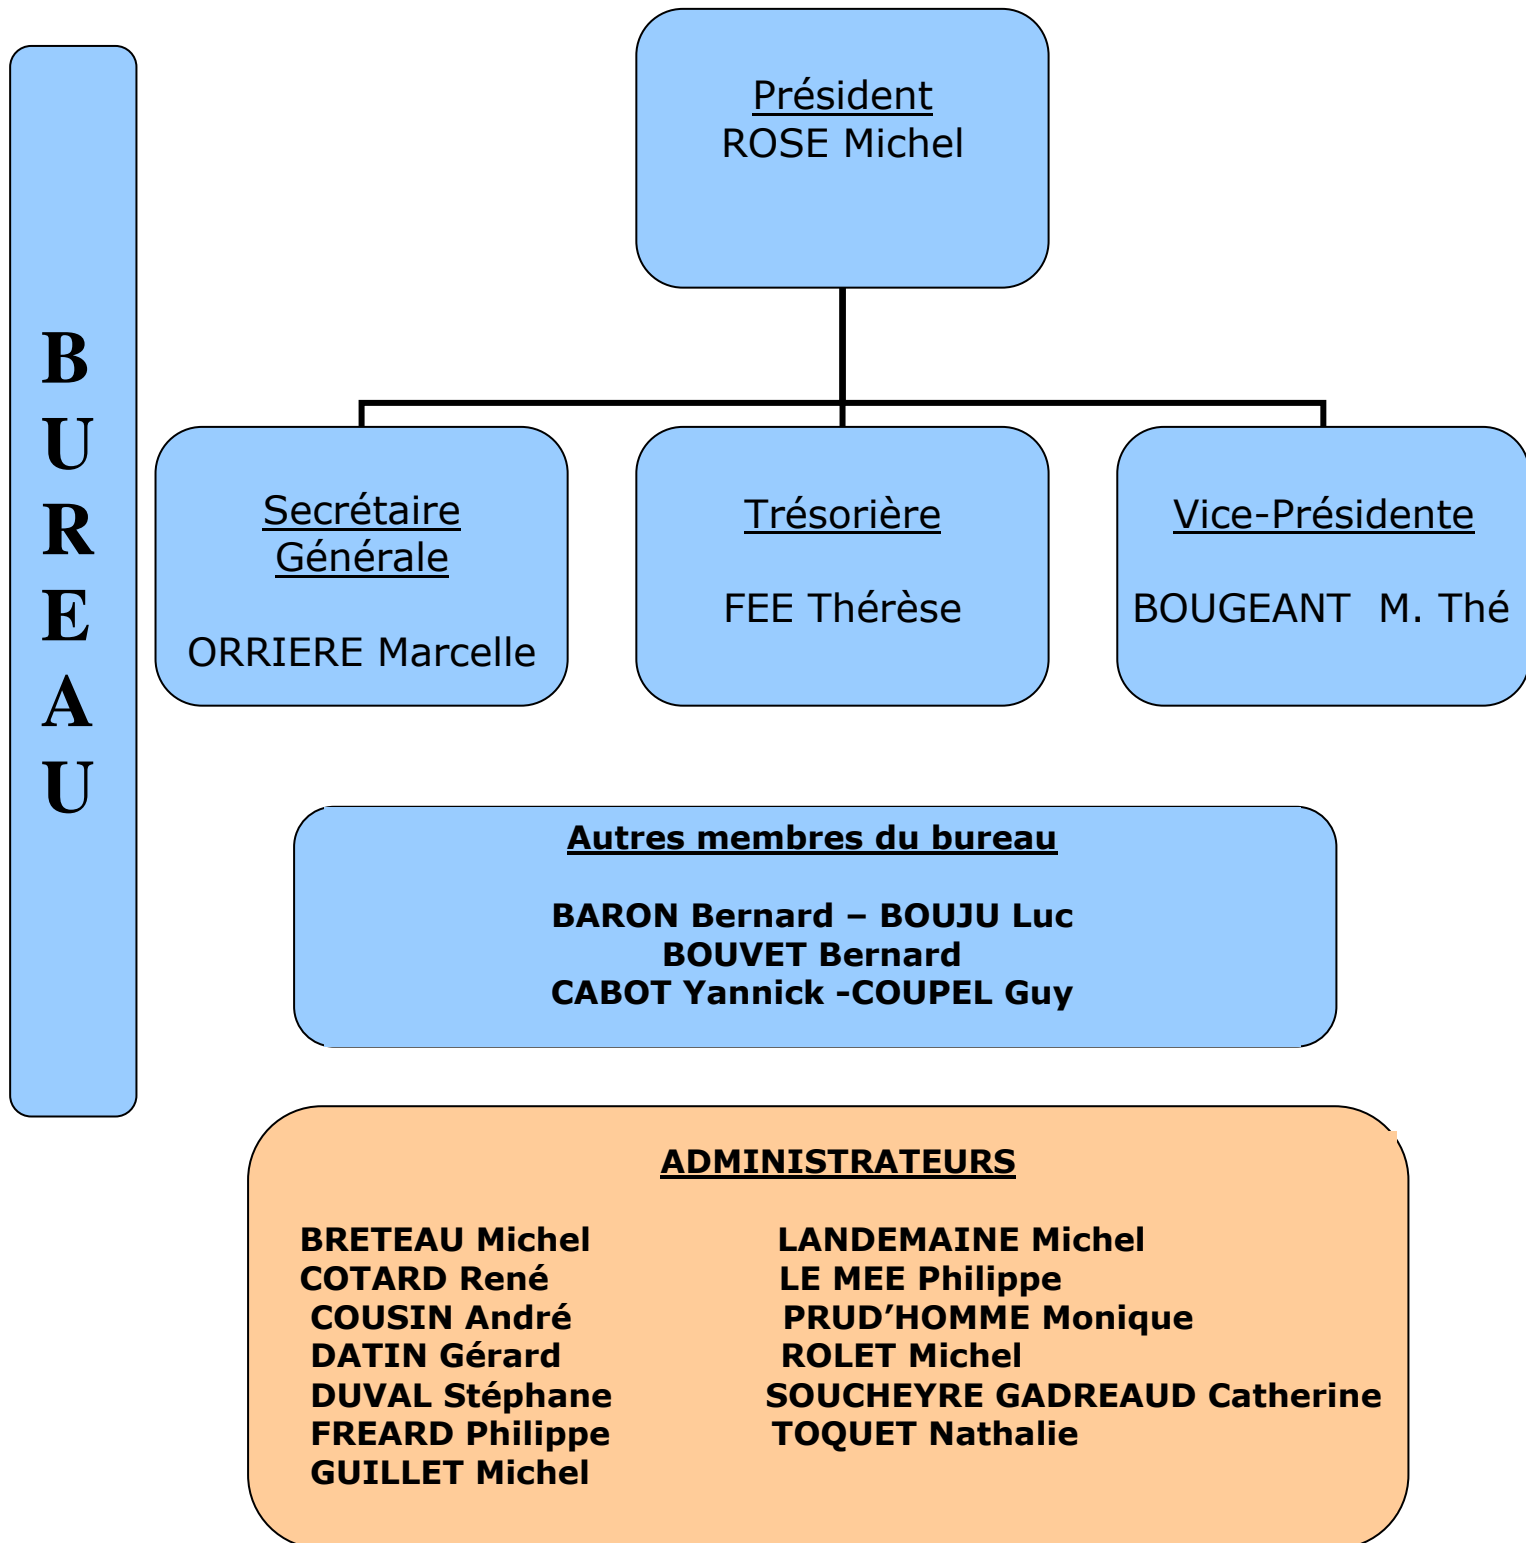 BUREAU
Président
ROSE Michel
Secrétaire
Générale
ORRIERE Marcelle
Trésorière
FEE Thérèse
Vice-Présidente
BOUGEANT M. Thé
Autres membres du bureau
BARON Bernard – BOUJU Luc
BOUVET Bernard
CABOT Yannick -COUPEL Guy
ADMINISTRATEURS
BRETEAU Michel LANDEMAINE Michel
COTARD René LE MEE Philippe
COUSIN André PRUD’HOMME Monique
DATIN Gérard ROLET Michel
DUVAL Stéphane SOUCHEYRE GADREAUD Catherine
FREARD Philippe TOQUET Nathalie
GUILLET Michel